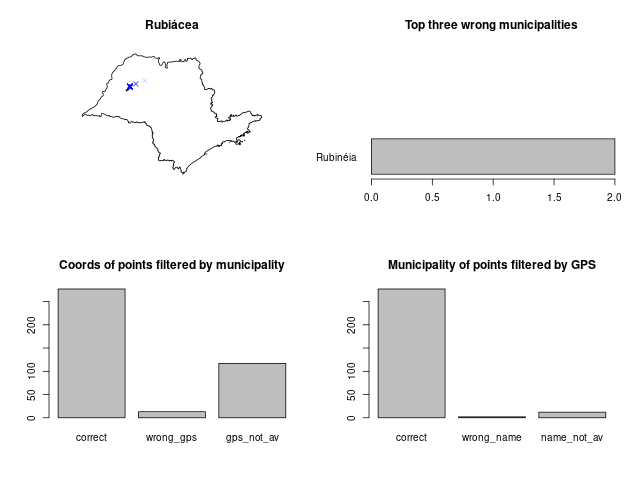 Rubiácea
Top three wrong municipalities
Rubinéia
0.0 0.5 1.0 1.5 2.0
Coords of points filtered by municipality
0 50 100 200
correct wrong_gps gps_not_av
Municipality of points filtered by GPS
0 50 100 200
correct wrong_name name_not_av